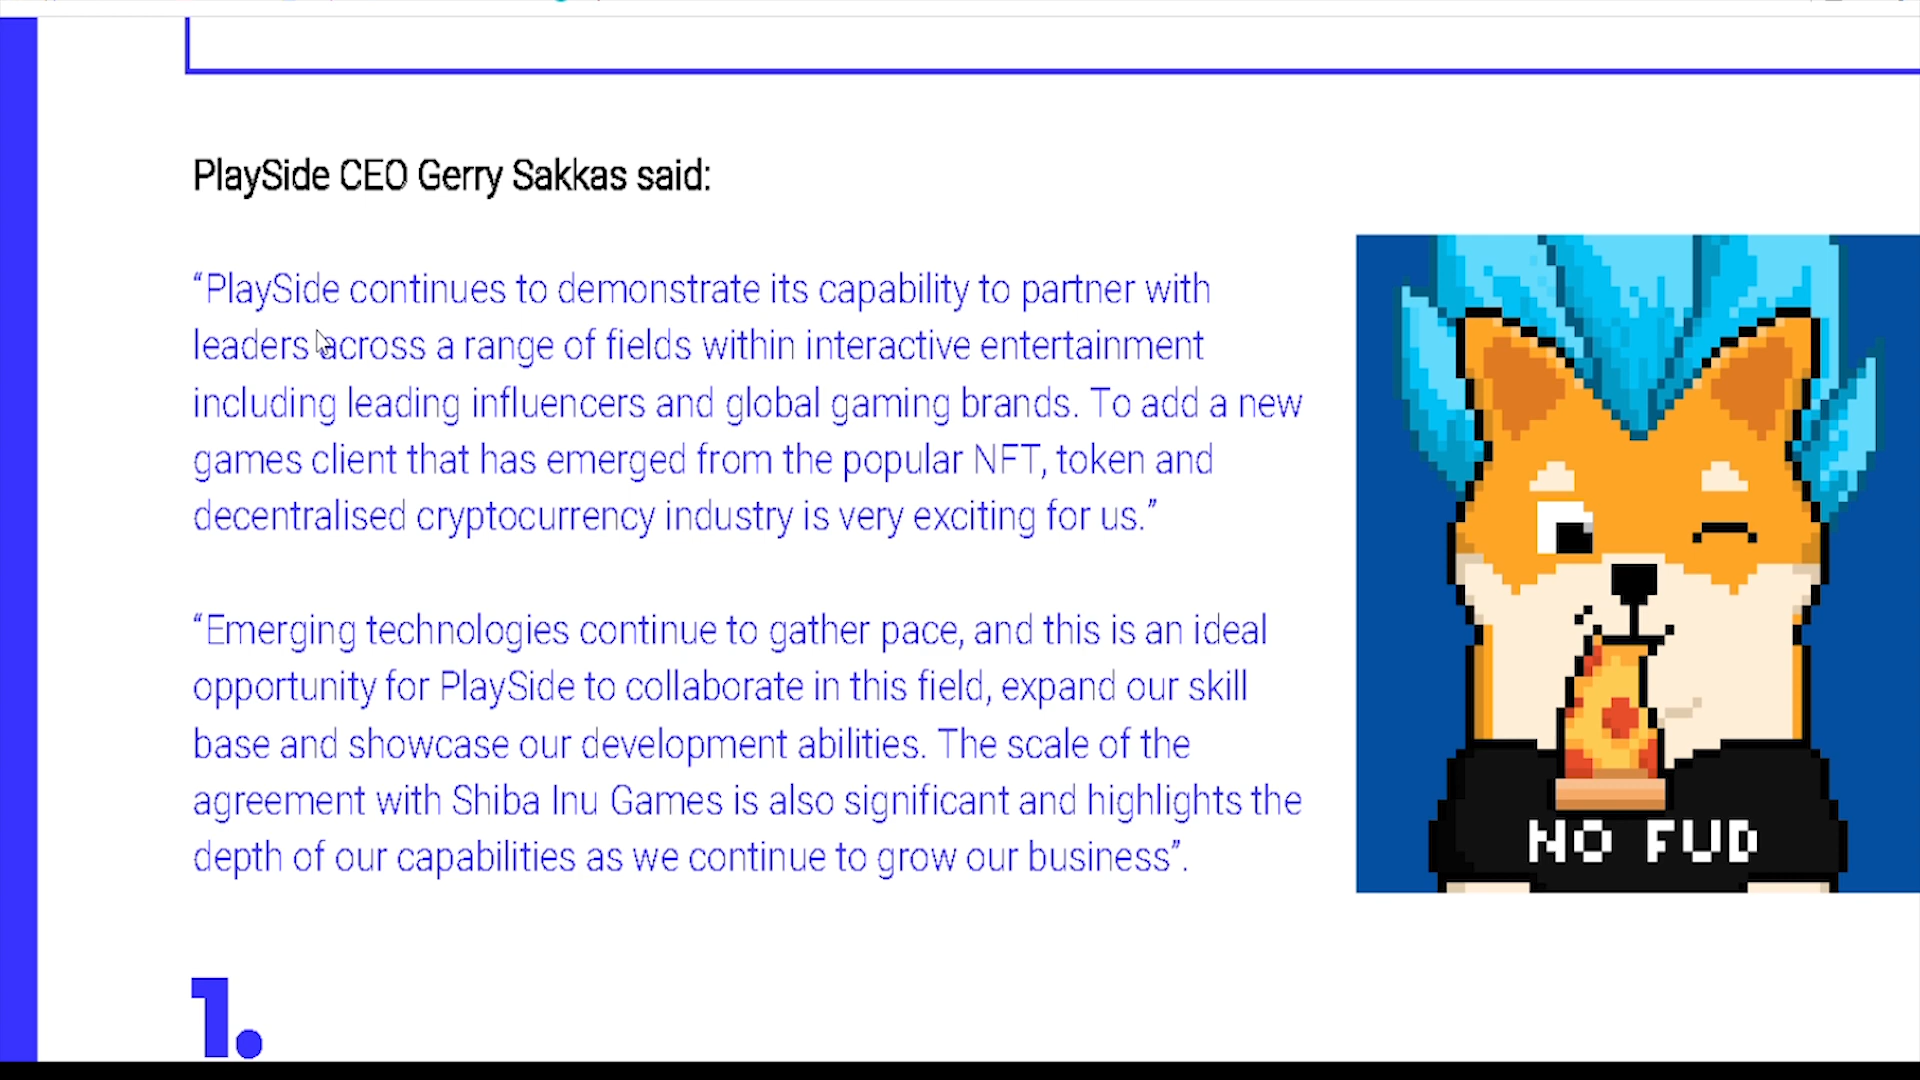 PlaySide CEO Gerry Sakkas said:
“PlaySide continues to demonstrate its capability to partner with
leaders across a range of fields within interactive entertainment
including leading influencers and global gaming brands. To add a new
games client that has emerged from the popular NFT, token and
decentralised cryptocurrency industry is very exciting for us.”
“Emerging technologies continue to gather pace, and this is an ideal
opportunity for PlaySide to collaborate in this field, expand our skill
base and showcase our development abilities. The scale of the
agreement with Shiba Inu Games is also significant and highlights the
depth of our capabilities as we continue to grow our business”.
NO FUD
1.